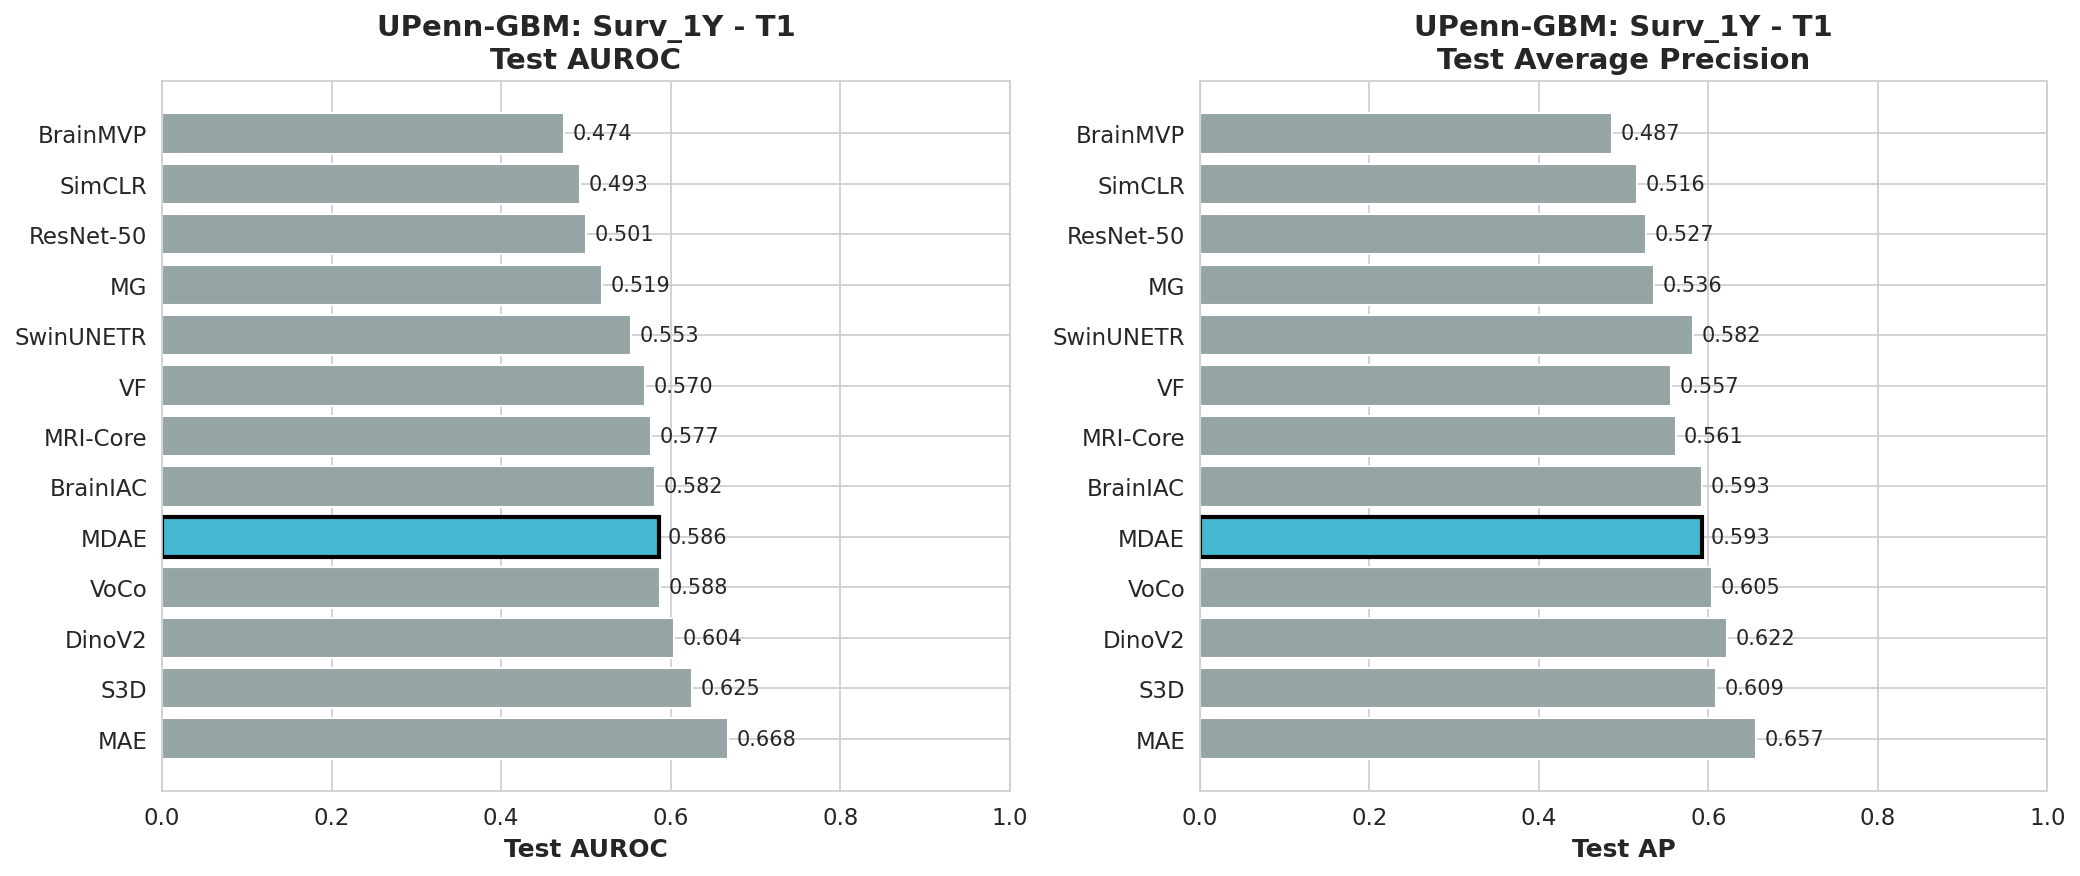 UPenn-GBM: Surv_1Y - T1
Test AUROC
BrainMVP 0.474
SimCLR 0.493
ResNet-50 0.501
MG 0.519
SwinUNETR 0.553
VF 0.570
MRI-Core 0.577
BrainIAC 0.582
MDAE 0.586
VoCo 0.588
DinoV2 0.604
S3D 0.625
MAE 0.668
0.0 0.2 0.4 0.6 0.8 1.0
Test AUROC
UPenn-GBM: Surv_1Y - T1
Test Average Precision
BrainMVP 0.487
SimCLR 0.516
ResNet-50 0.527
MG 0.536
SwinUNETR 0.582
VF 0.557
MRI-Core 0.561
BrainIAC 0.593
MDAE 0.593
VoCo 0.605
DinoV2 0.622
S3D 0.609
MAE 0.657
0.0 0.2 0.4 0.6 0.8 1.0
Test AP